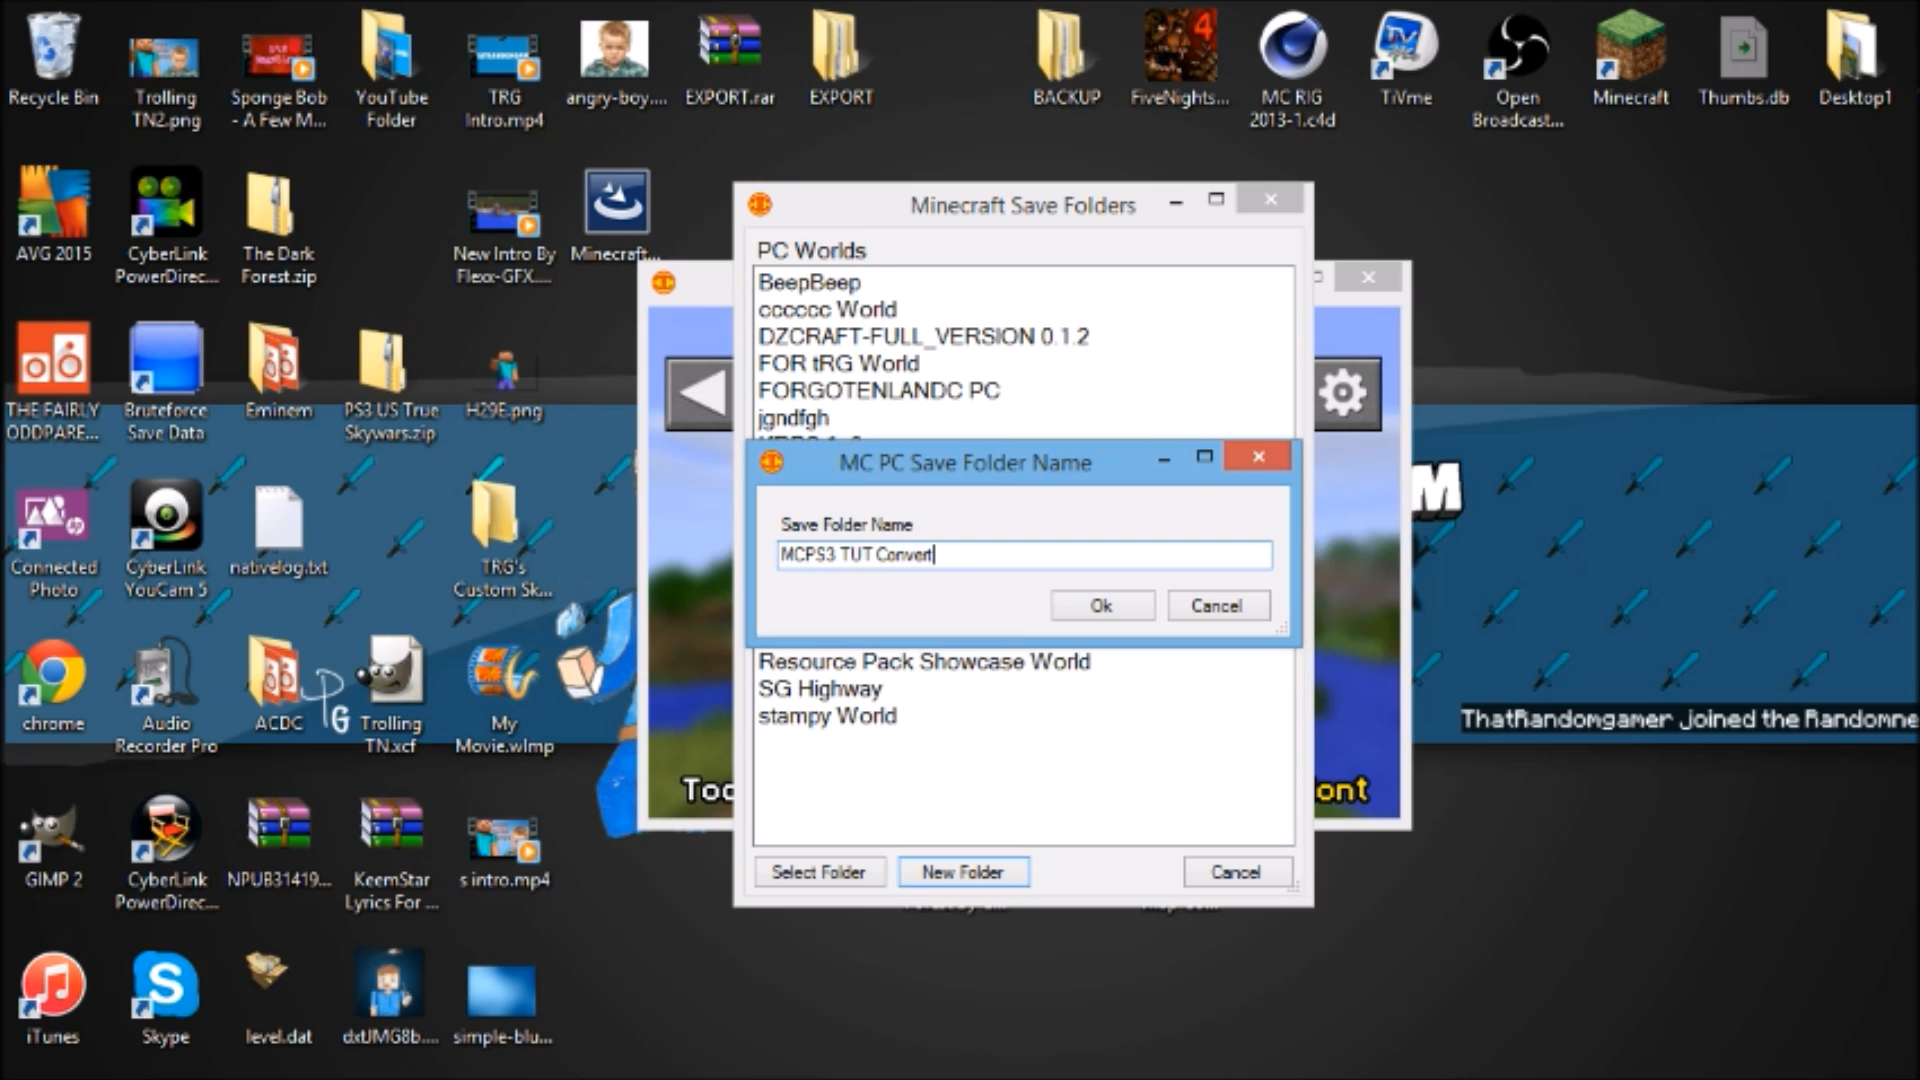 Recycle Bin
Trolling
TN2.png
Sponge Bob
- A Few M...
YouTube
Folder
TRG
Intro.mp4
angry-boy....
EXPORT.rar
EXPORT
BACKUP
FiveNights...
MC RIG
2013-1.c4d
TiVme
Open
Broadcast...
Minecraft
Thumbs.db
Desktop1
AVG 2015
CyberLink
PowerDirec...
The Dark
Forest.zip
New Intro By
Flexx-GFX....
Minecraft...
THE FAIRLY
ODDPARE...
Bruteforce
Save Data
Eminem
PS3 US True
Skywars.zip
H29E.png
Connected
Photo
CyberLink
YouCam 5
nativelog.txt
TRG's
Custom Sk...
chrome
Audio
Recorder Pro
ACDC
Trolling
TN.xcf
My
Movie.wlmp
GIMP 2
CyberLink
PowerDirec...
NPUB31419...
KeemStar
Lyrics For ...
s intro.mp4
iTunes
Skype
level.dat
dxtUMG8b....
simple-blu...
Minecraft Save Folders
PC Worlds
BeepBeep
cccccc World
DZCRAFT-FULL_VERSION 0.1.2
FOR tRG World
FORGOTENLANDC PC
jgndfgh
MC PC Save Folder Name
Save Folder Name
MCPS3 TUT Convert
Ok
Cancel
Resource Pack Showcase World
SG Highway
stampy World
Select Folder
New Folder
Cancel
M
ThatRandomgamer joined the Randomne